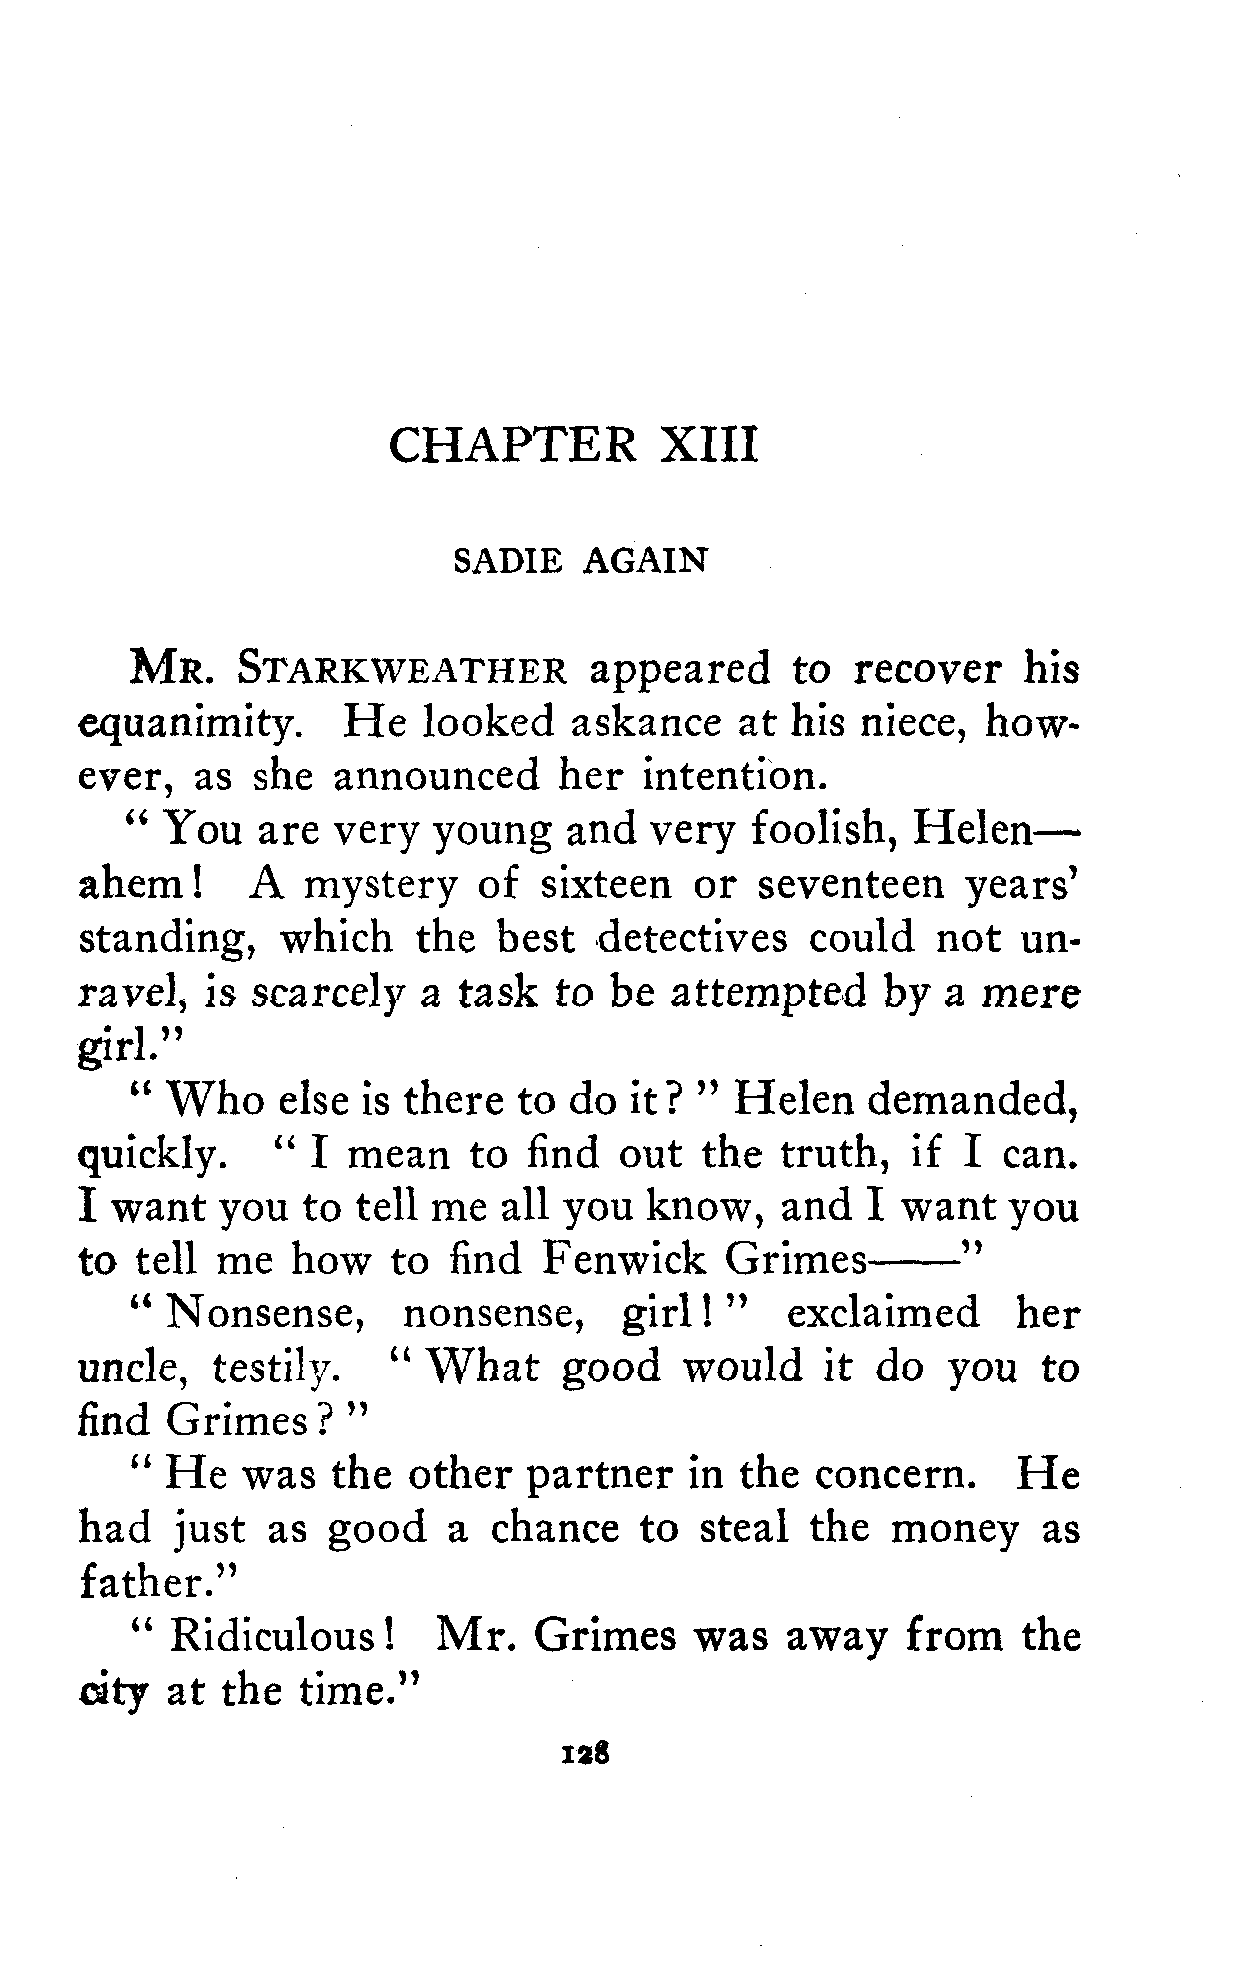 CHAPTER XIII
SADIE AGAIN
MR. STARKWEATHER appeared to recover his
equanimity. He looked askance at his niece, how-
ever, as she announced her intention.
" You are very young and very foolish, Helen—
ahem! A mystery of sixteen or seventeen years'
standing, which the best detectives could not un-
ravel, is scarcely a task to be attempted by a mere
girl."
" Who else is there to do it? " Helen demanded,
quickly. " I mean to find out the truth, if I can.
I want you to tell me all you know, and I want you
to tell me how to find Fenwick Grimes——"
" Nonsense, nonsense, girl! " exclaimed her
uncle, testily. " What good would it do you to
find Grimes? "
" He was the other partner in the concern. He
had just as good a chance to steal the money as
father."
" Ridiculous! Mr. Grimes was away from the
city at the time."
128